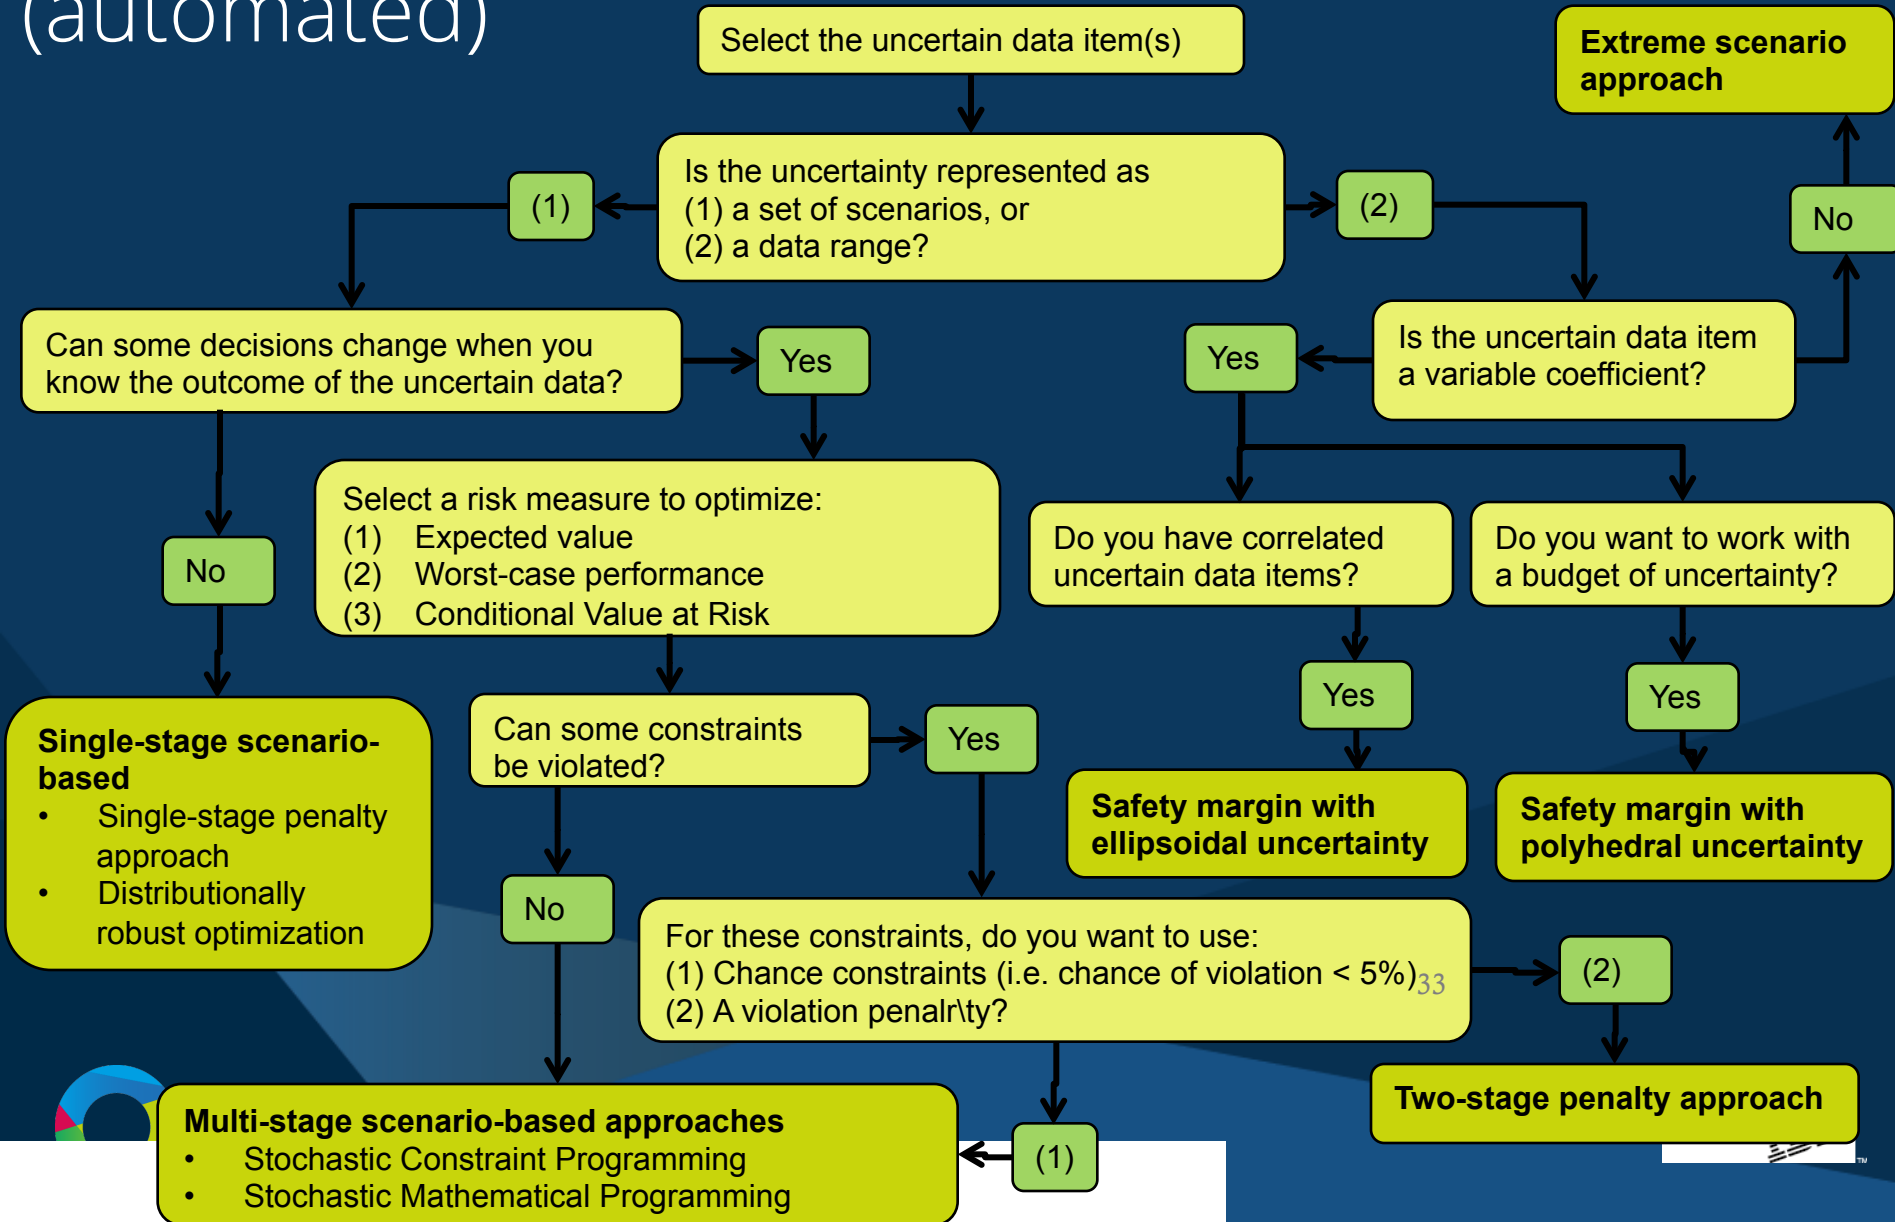 (automated)
Select the uncertain data item(s)
Extreme scenario
approach
Is the uncertainty represented as
(1) a set of scenarios, or
(2) a data range?
(1)
(2)
No
Can some decisions change when you
know the outcome of the uncertain data?
Yes
Yes
Is the uncertain data item
a variable coefficient?
No
Select a risk measure to optimize:
(1) Expected value
(2) Worst-case performance
(3) Conditional Value at Risk
Do you have correlated
uncertain data items?
Do you want to work with
a budget of uncertainty?
Yes
Yes
Single-stage scenario-
based
• Single-stage penalty
approach
• Distributionally
robust optimization
Can some constraints
be violated?
Yes
Safety margin with
ellipsoidal uncertainty
Safety margin with
polyhedral uncertainty
No
For these constraints, do you want to use:
(1) Chance constraints (i.e. chance of violation < 5%)
33
(2) A violation penalr\ty?
(2)
Two-stage penalty approach
Multi-stage scenario-based approaches
• Stochastic Constraint Programming
• Stochastic Mathematical Programming
(1)
TM